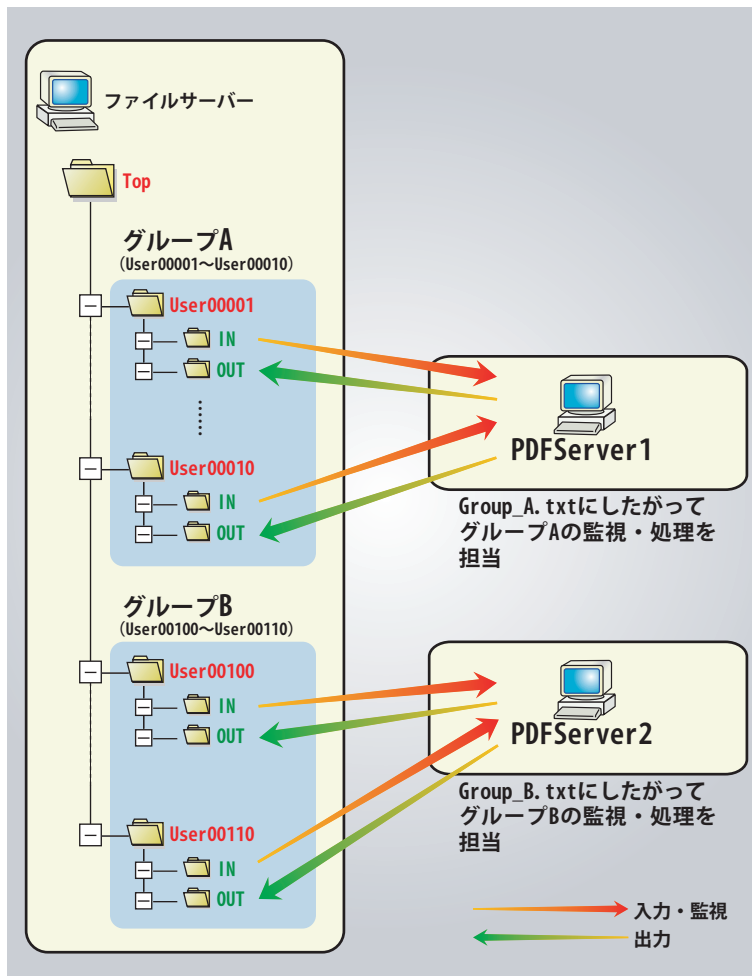 ファイルサーバー
Top
グループA
(User00001～User00010)
User00001
IN
OUT
User00010
IN
OUT
PDFServer1
Group_A.txtにしたがって
グループAの監視・処理を
担当
グループB
(User00100～User00110)
User00100
IN
OUT
User00110
IN
OUT
PDFServer2
Group_B.txtにしたがって
グループBの監視・処理を
担当
入力・監視
出力